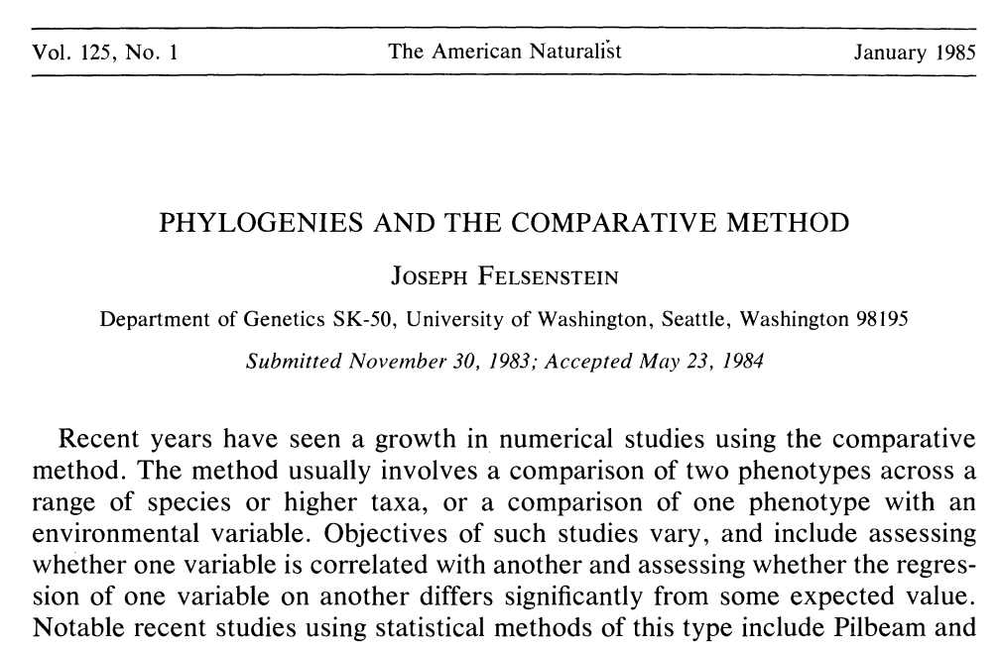 Vol. 125, No. 1 The American Naturalist January 1985
PHYLOGENIES AND THE COMPARATIVE METHOD
JOSEPH FELSENSTEIN
Department of Genetics SK-50, University of Washington, Seattle, Washington 98195
Submitted November 30, 1983; Accepted May 23, 1984
Recent years have seen a growth in numerical studies using the comparative
method. The method usually involves a comparison of two phenotypes across a
range of species or higher taxa, or a comparison of one phenotype with an
environmental variable. Objectives of such studies vary, and include assessing
whether one variable is correlated with another and assessing whether the regres-
sion of one variable on another differs significantly from some expected value.
Notable recent studies using statistical methods of this type include Pilbeam and